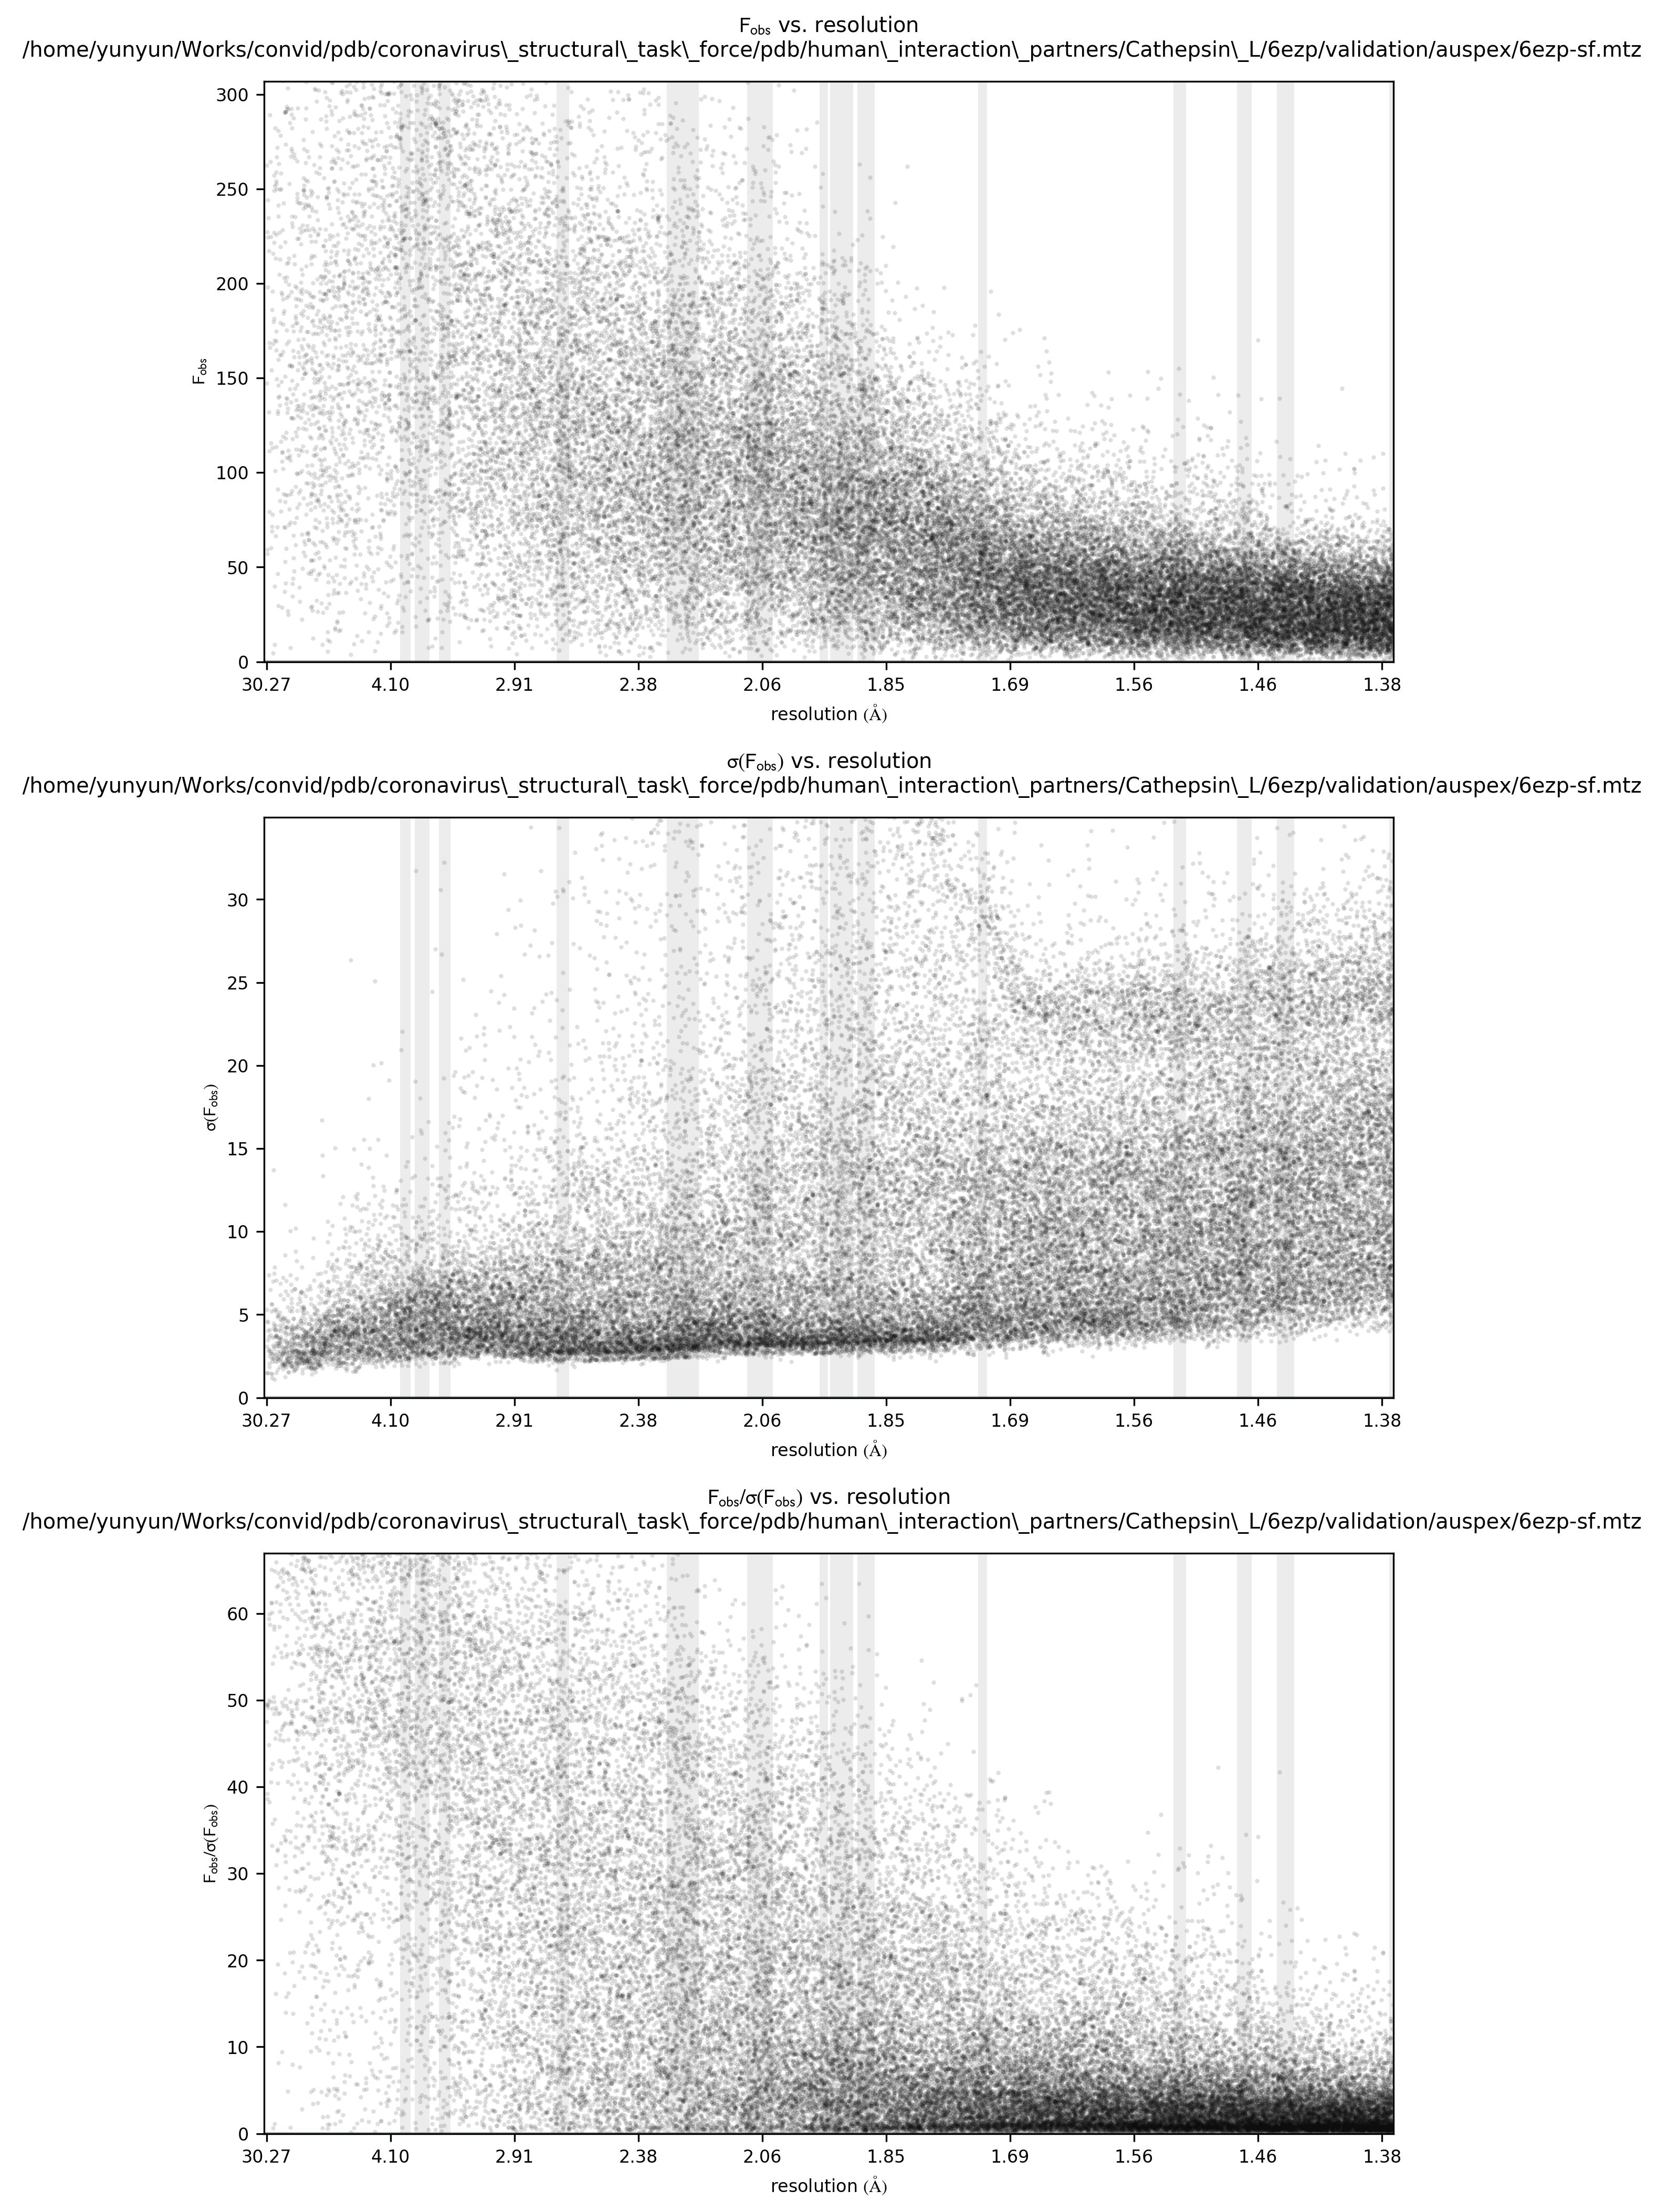 Fobs vs. resolution
/home/yunyun/Works/convid/pdb/coronavirus\_structural\_task\_force/pdb/human\_interaction\_partners/Cathepsin\_L/6ezp/validation/auspex/6ezp-sf.mtz
300
250
200
150
100
50
0
Fobs
30.27 4.10 2.91 2.38 2.06 1.85 1.69 1.56 1.46 1.38
resolution (Å)
σ(Fobs) vs. resolution
/home/yunyun/Works/convid/pdb/coronavirus\_structural\_task\_force/pdb/human\_interaction\_partners/Cathepsin\_L/6ezp/validation/auspex/6ezp-sf.mtz
30
25
20
15
10
5
0
σ(Fobs)
30.27 4.10 2.91 2.38 2.06 1.85 1.69 1.56 1.46 1.38
resolution (Å)
Fobs/σ(Fobs) vs. resolution
/home/yunyun/Works/convid/pdb/coronavirus\_structural\_task\_force/pdb/human\_interaction\_partners/Cathepsin\_L/6ezp/validation/auspex/6ezp-sf.mtz
60
50
40
30
20
10
0
Fobs/σ(Fobs)
30.27 4.10 2.91 2.38 2.06 1.85 1.69 1.56 1.46 1.38
resolution (Å)